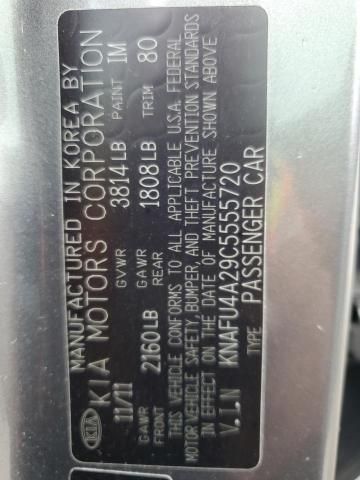 MANUFACTURED IN KOREA BY
KIA KIA MOTORS CORPORATION
11/11 GVWR 3814LB PAINT IM
GAWR FRONT 2160LB GAWR REAR 1808LB TRIM 80
THIS VEHICLE CONFORMS TO ALL APPLICABLE U.S.A. FEDERAL
MOTOR VEHICLE SAFETY, BUMPER, AND THEFT PREVENTION STANDARDS
IN EFFECT ON THE DATE OF MANUFACTURE SHOWN ABOVE
V.I.N KNAFU4A29C5555720
TYPE PASSENGER CAR